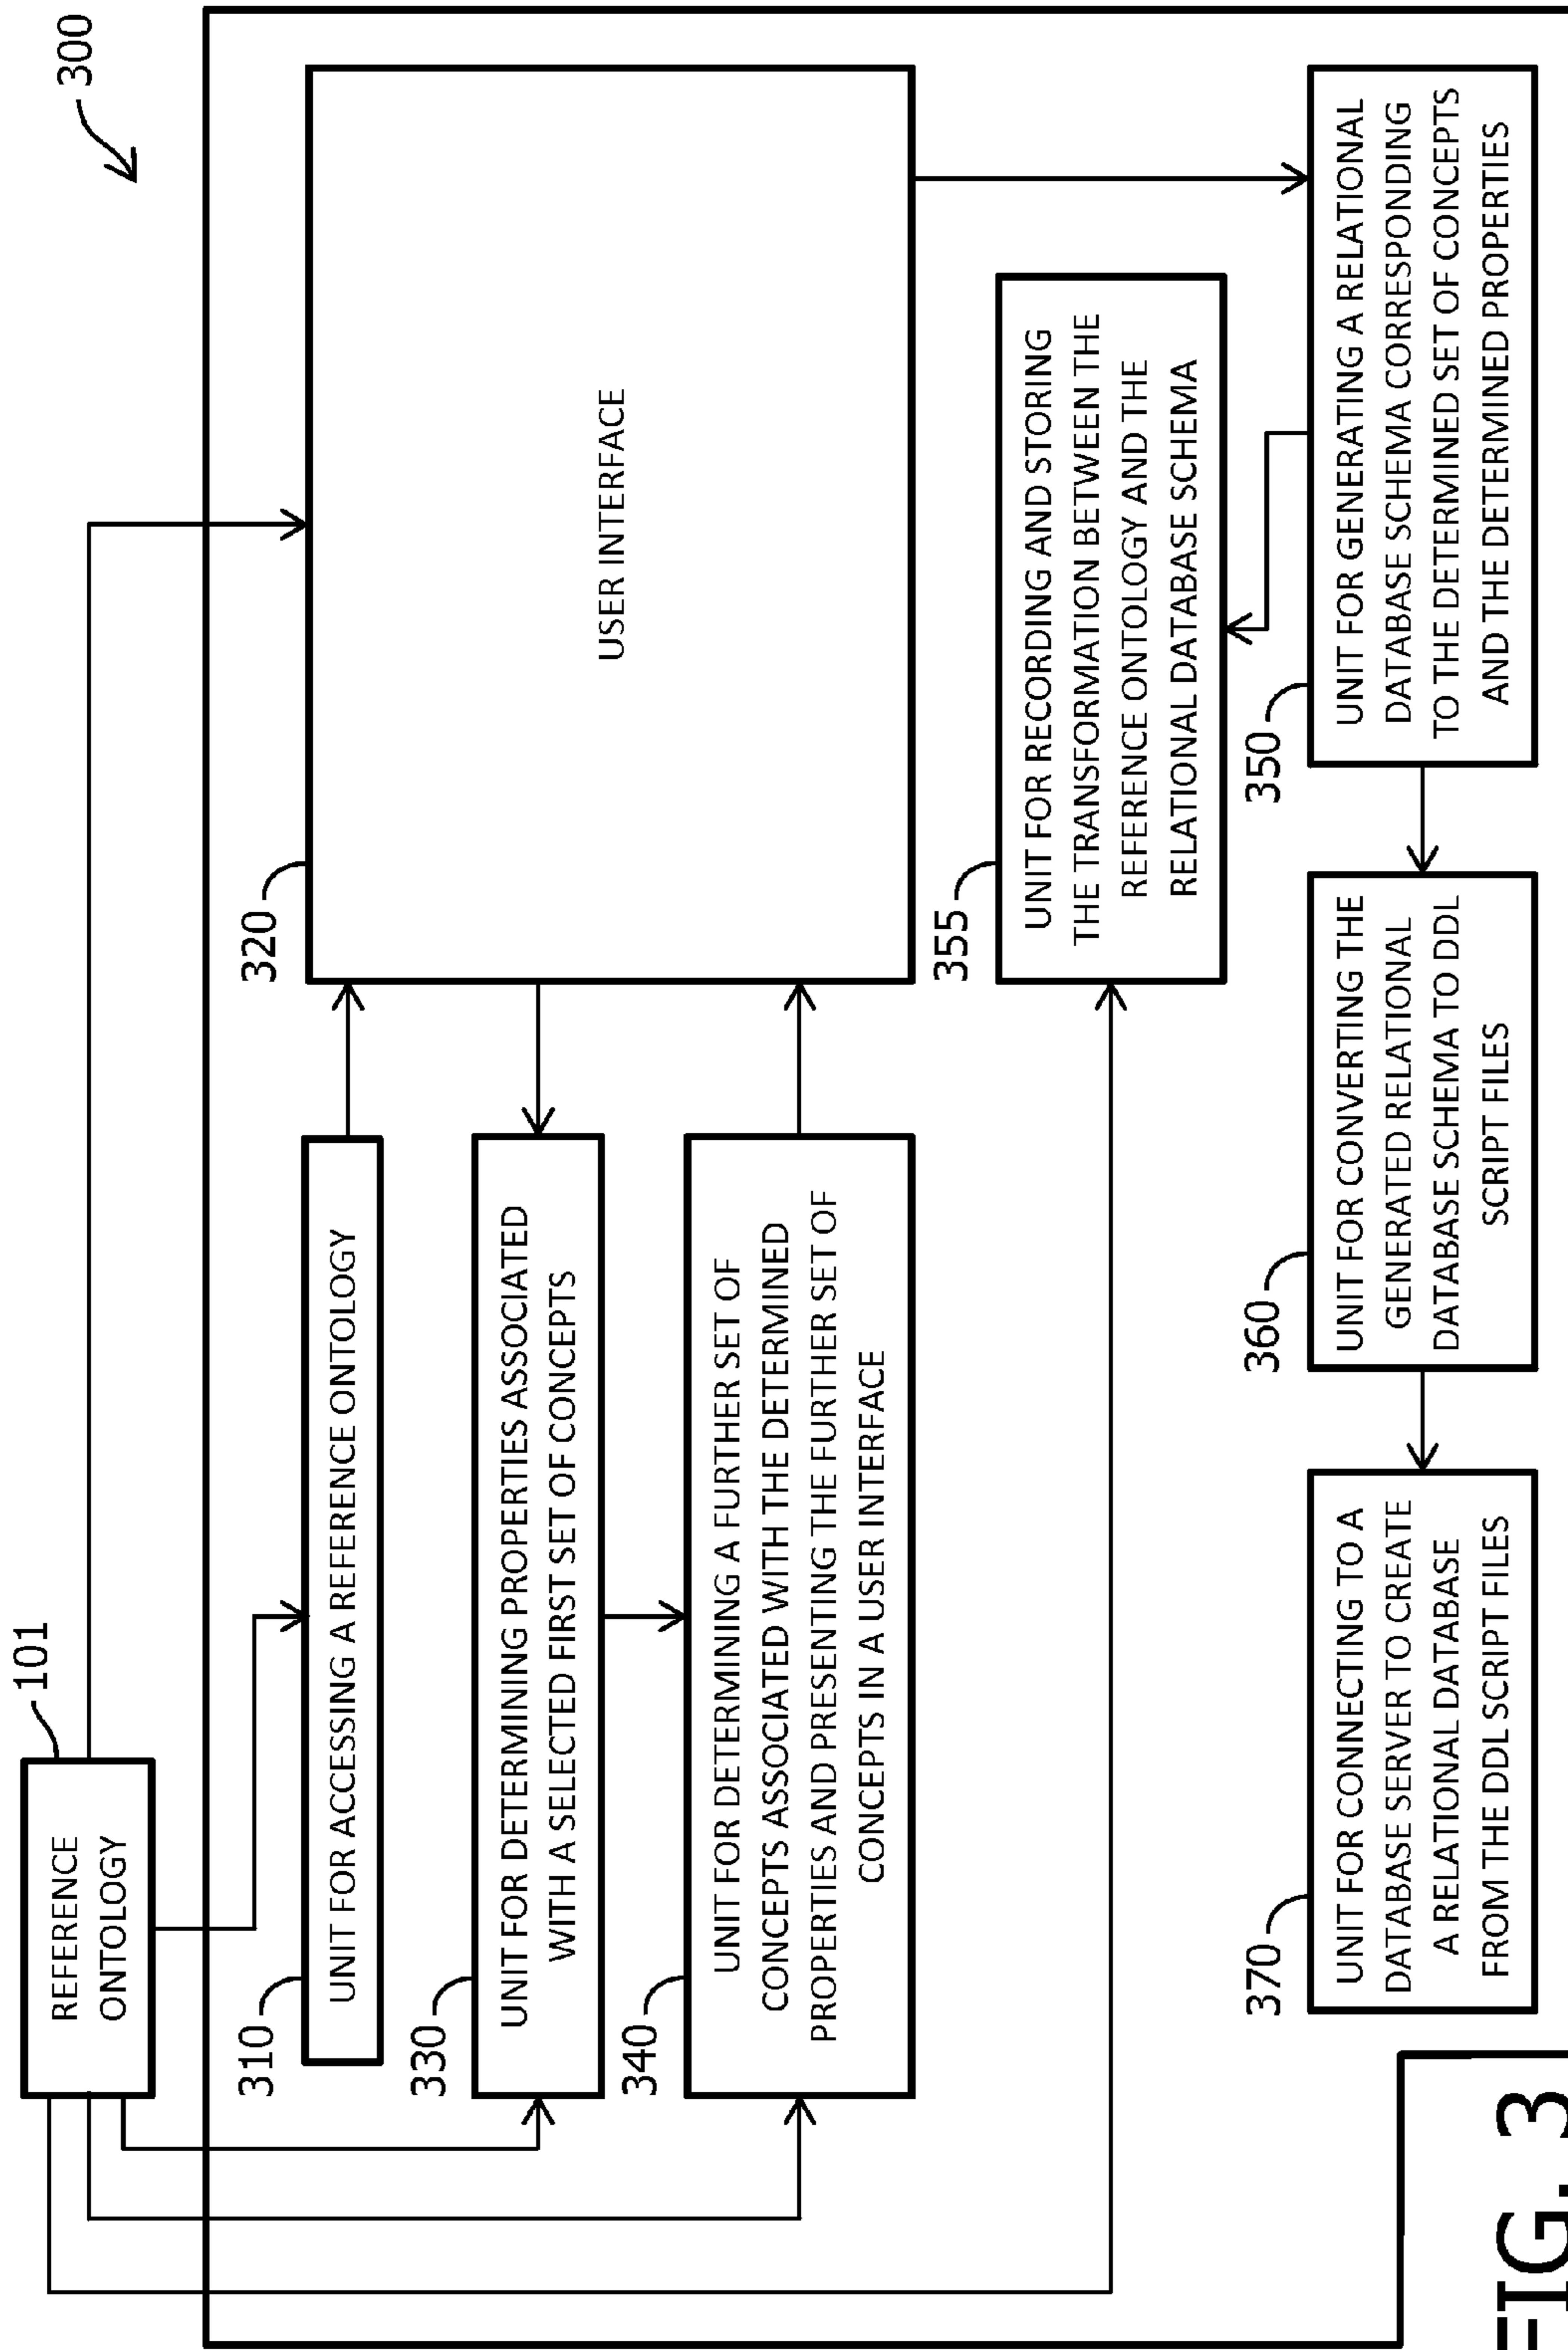 300
101
REFERENCE
ONTOLOGY
310
UNIT FOR ACCESSING A REFERENCE ONTOLOGY
320
USER INTERFACE
330
UNIT FOR DETERMINING PROPERTIES ASSOCIATED
WITH A SELECTED FIRST SET OF CONCEPTS
340
UNIT FOR DETERMINING A FURTHER SET OF
CONCEPTS ASSOCIATED WITH THE DETERMINED
PROPERTIES AND PRESENTING THE FURTHER SET OF
CONCEPTS IN A USER INTERFACE
355
UNIT FOR RECORDING AND STORING
THE TRANSFORMATION BETWEEN THE
REFERENCE ONTOLOGY AND THE
RELATIONAL DATABASE SCHEMA
370
UNIT FOR CONNECTING TO A
DATABASE SERVER TO CREATE
A RELATIONAL DATABASE
FROM THE DDL SCRIPT FILES
360
UNIT FOR CONVERTING THE
GENERATED RELATIONAL
DATABASE SCHEMA TO DDL
SCRIPT FILES
350
UNIT FOR GENERATING A RELATIONAL
DATABASE SCHEMA CORRESPONDING
TO THE DETERMINED SET OF CONCEPTS
AND THE DETERMINED PROPERTIES
FIG. 3